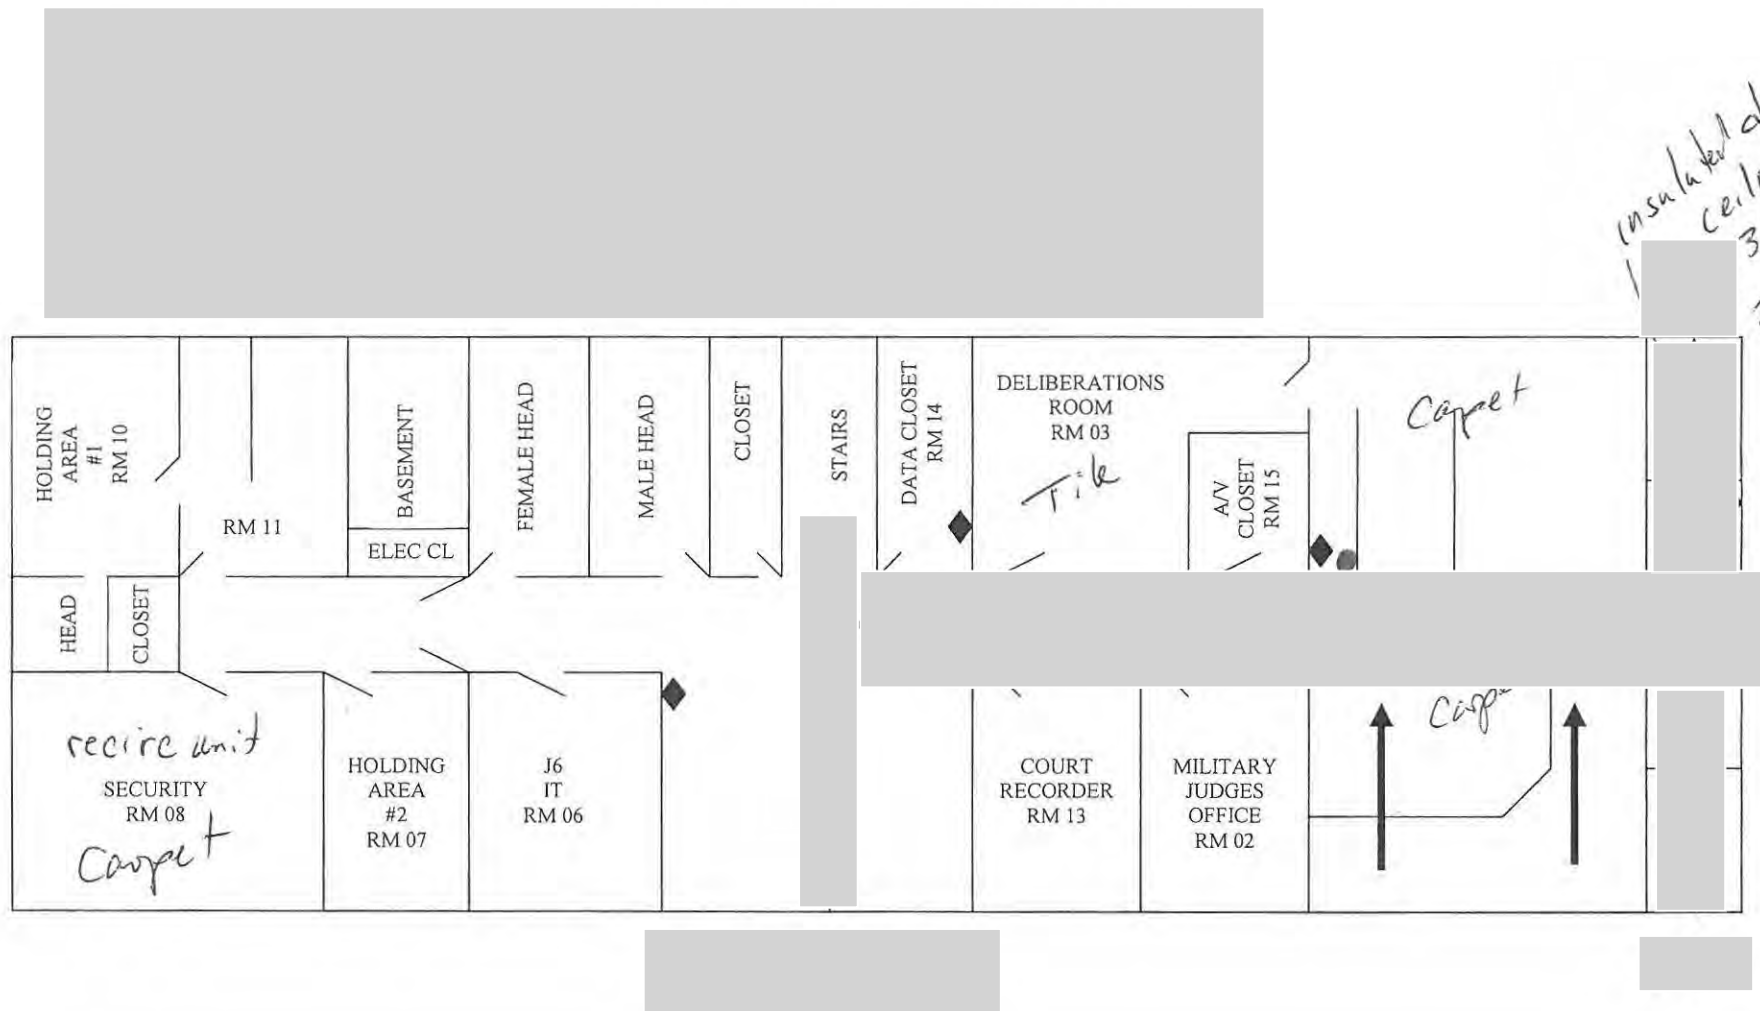 insulated
HOLDING
AREA
#1
RM 10
RM 11
BASEMENT
ELEC CL
FEMALE HEAD
MALE HEAD
CLOSET
STAIRS
DATA CLOSET
RM 14
DELIBERATIONS
ROOM
RM 03
Tile
A/V
CLOSET
RM 15
Carpet
HEAD
CLOSET
recirc unit
SECURITY
RM 08
Carpet
HOLDING
AREA
#2
RM 07
J6
IT
RM 06
COURT
RECORDER
RM 13
MILITARY
JUDGES
OFFICE
RM 02